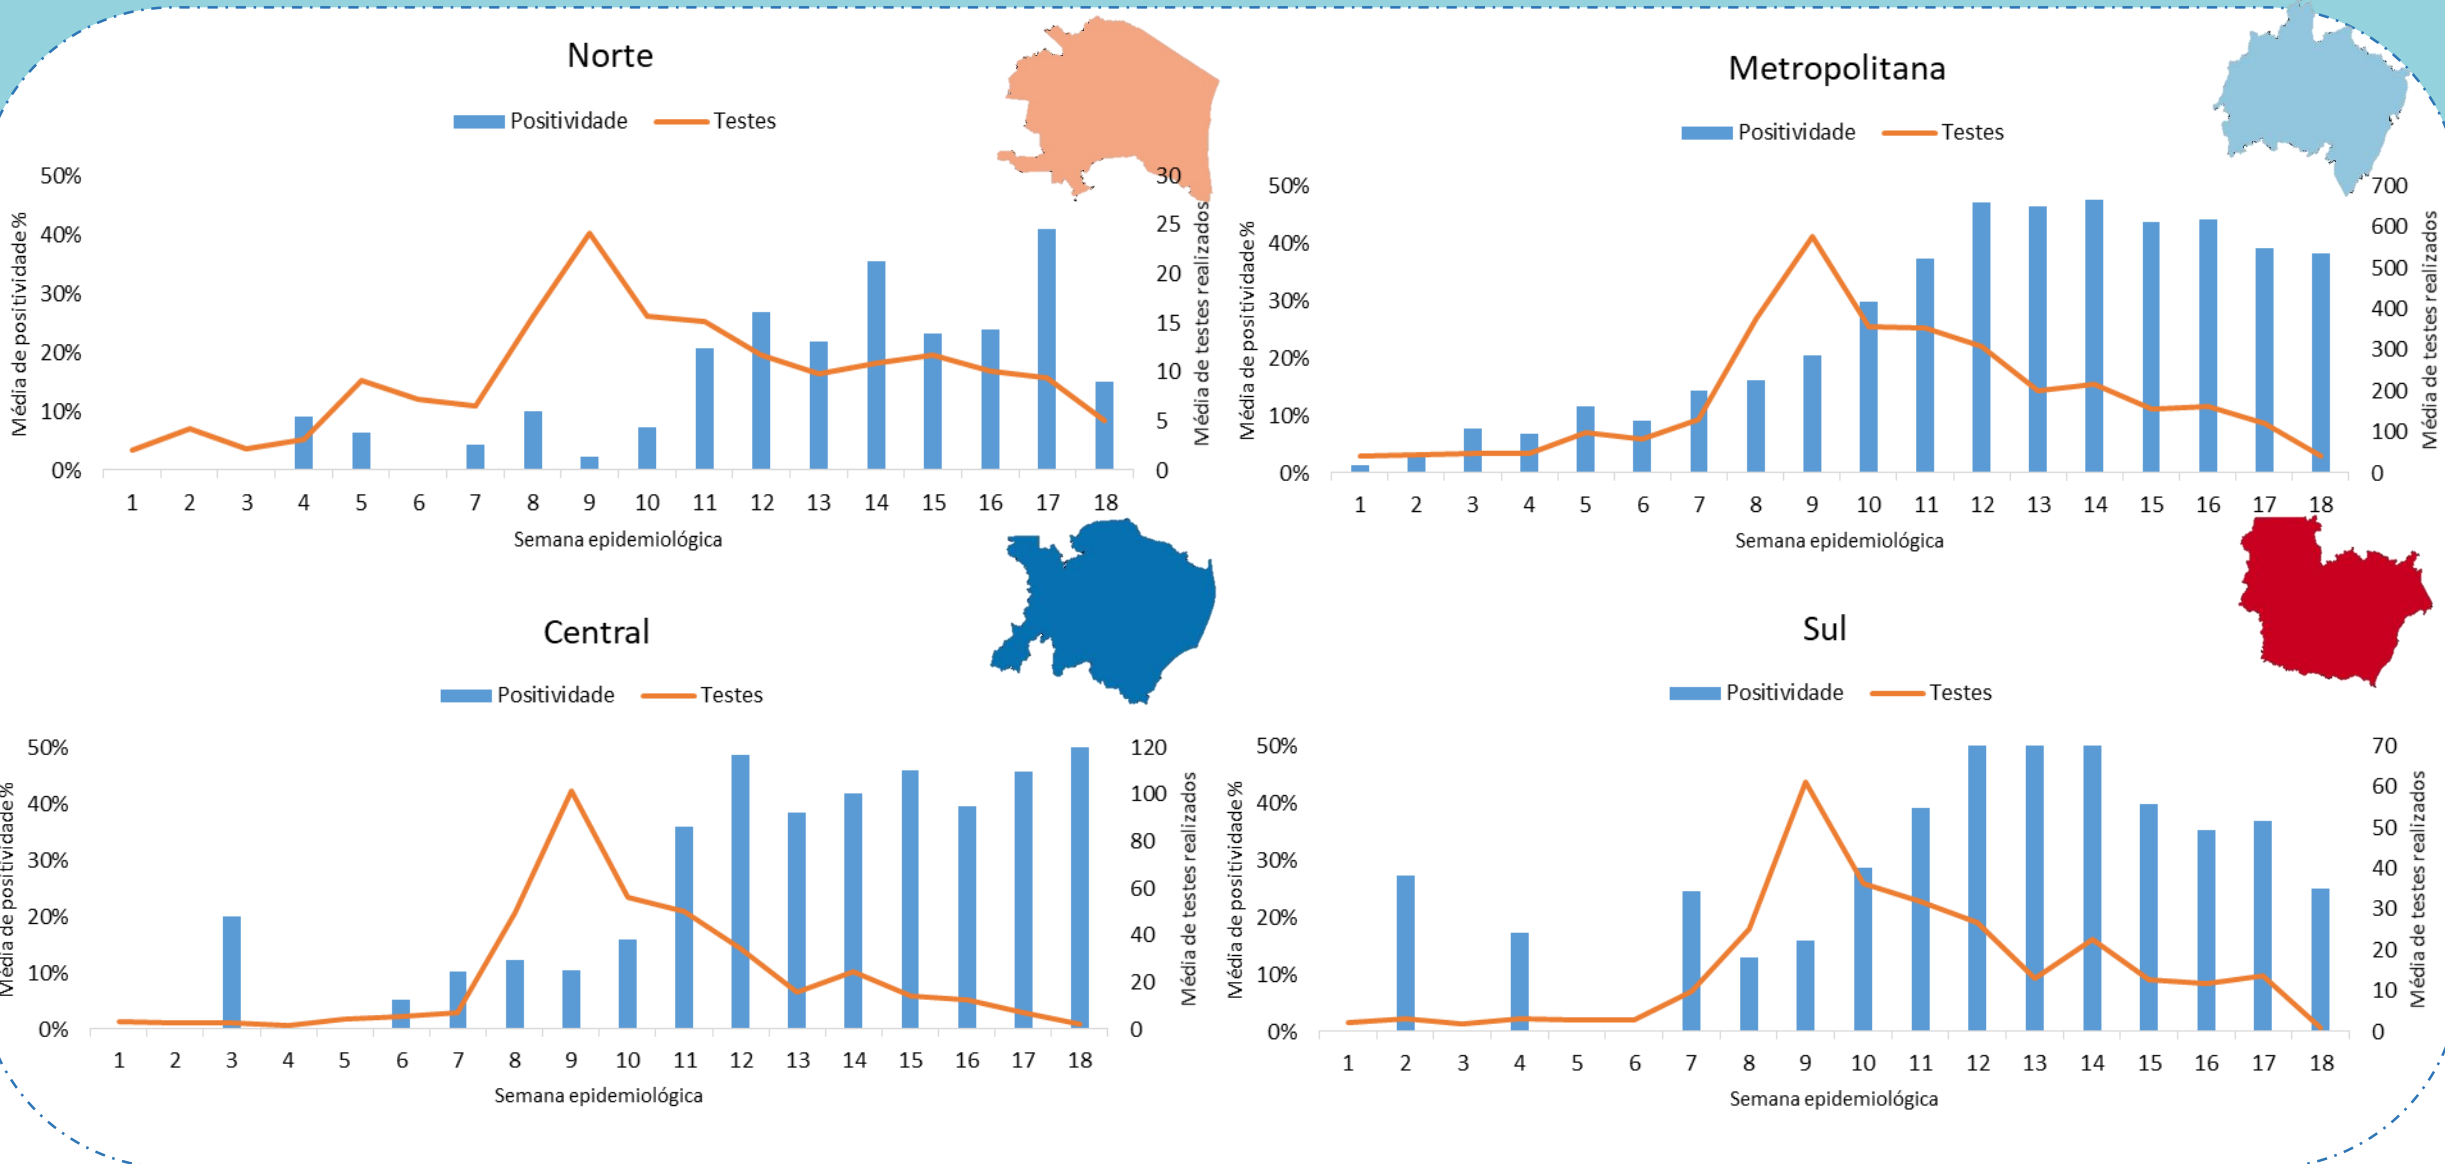 Norte
Positividade Testes
50%
40%
30%
20%
10%
0%
Média de positividade%
30
25
20
15
10
5
0
Média de testes realizados
1 2 3 4 5 6 7 8 9 10 11 12 13 14 15 16 17 18
Semana epidemiológica
Metropolitana
Positividade Testes
50%
40%
30%
20%
10%
0%
Média de positividade%
700
600
500
400
300
200
100
0
Média de testes realizados
1 2 3 4 5 6 7 8 9 10 11 12 13 14 15 16 17 18
Semana epidemiológica
Central
Positividade Testes
50%
40%
30%
20%
10%
0%
Média de positividade%
120
100
80
60
40
20
0
Média de testes realizados
1 2 3 4 5 6 7 8 9 10 11 12 13 14 15 16 17 18
Semana epidemiológica
Sul
Positividade Testes
50%
40%
30%
20%
10%
0%
Média de positividade%
70
60
50
40
30
20
10
0
Média de testes realizados
1 2 3 4 5 6 7 8 9 10 11 12 13 14 15 16 17 18
Semana epidemiológica